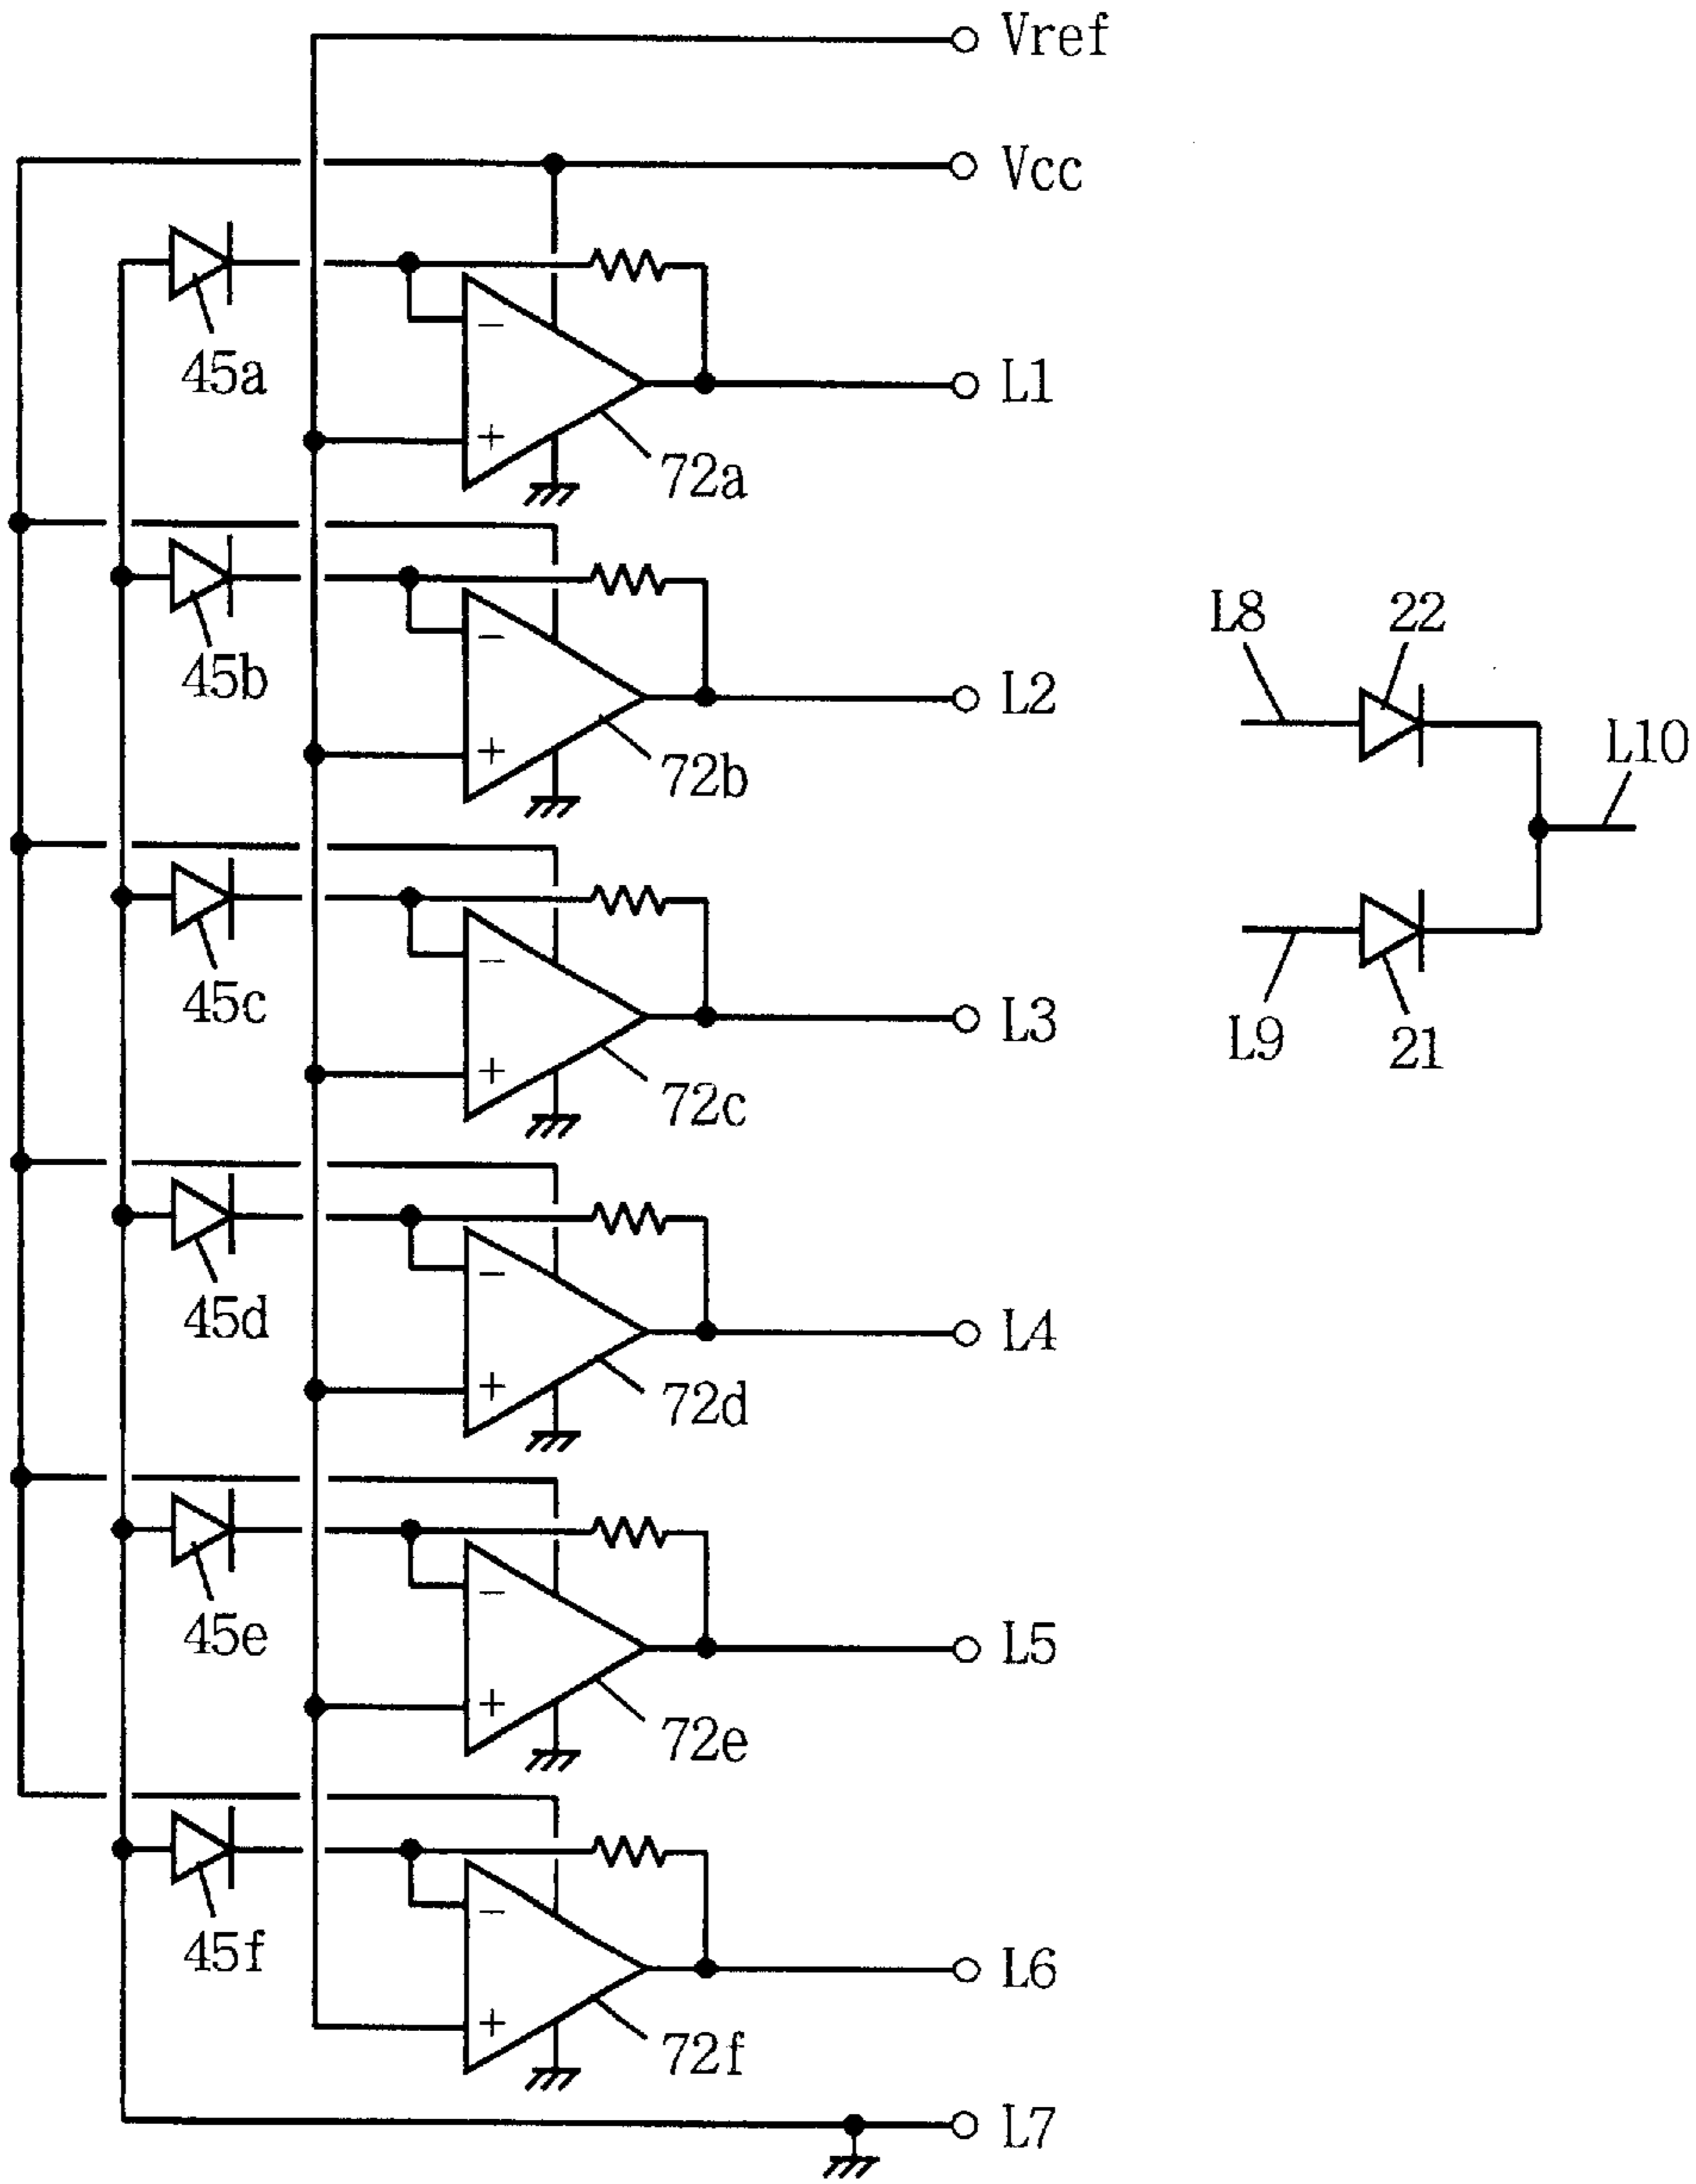 Vref
Vcc
−
45a
L1
+
72a
−
45b
L2
+
72b
L8
22
L10
−
45c
L3
+
72c
L9
21
−
45d
L4
+
72d
−
45e
L5
+
72e
−
45f
L6
+
72f
L7